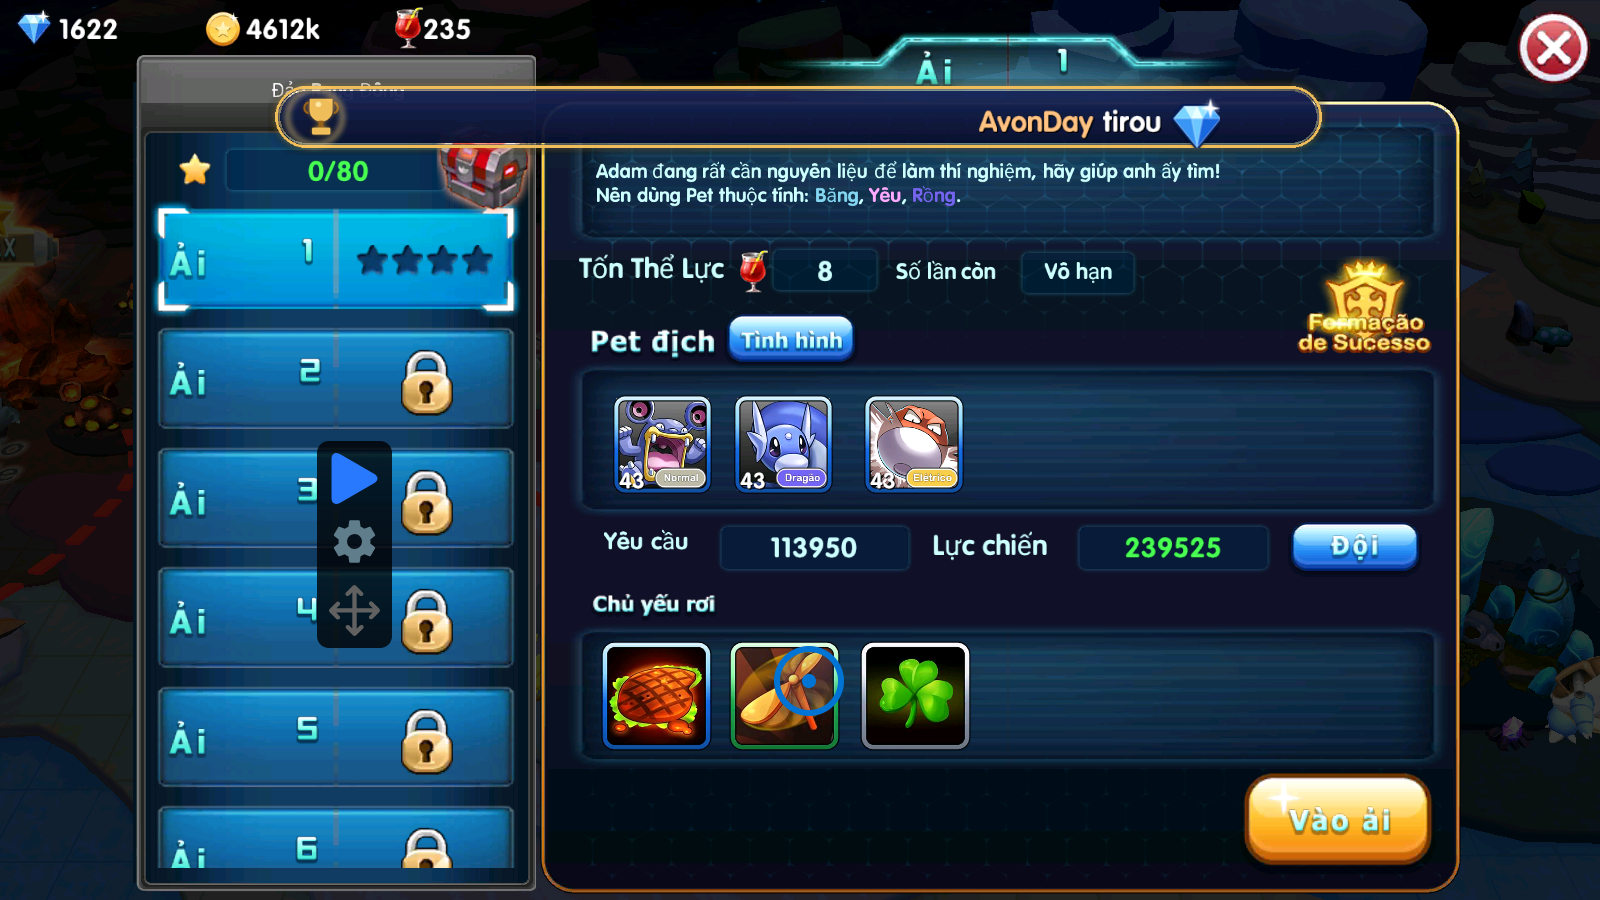 1622
4612k
235
Ải 1
AvonDay tirou
0/80
Ải 1
Ải 2
Ải 3
Ải 4
Ải 5
Ải 6
Adam đang rất cần nguyên liệu để làm thí nghiệm, hãy giúp anh ấy tìm!
Nên dùng Pet thuộc tính: Băng, Yêu, Rồng.
Tốn Thể Lực 8 Số lần còn Vô hạn
Formação
de Sucesso
Pet địch Tình hình
43 Normal
43 Dragão
43 Elétrico
Yêu cầu 113950 Lực chiến 239525 Đội
Chủ yếu rơi
Vào ải